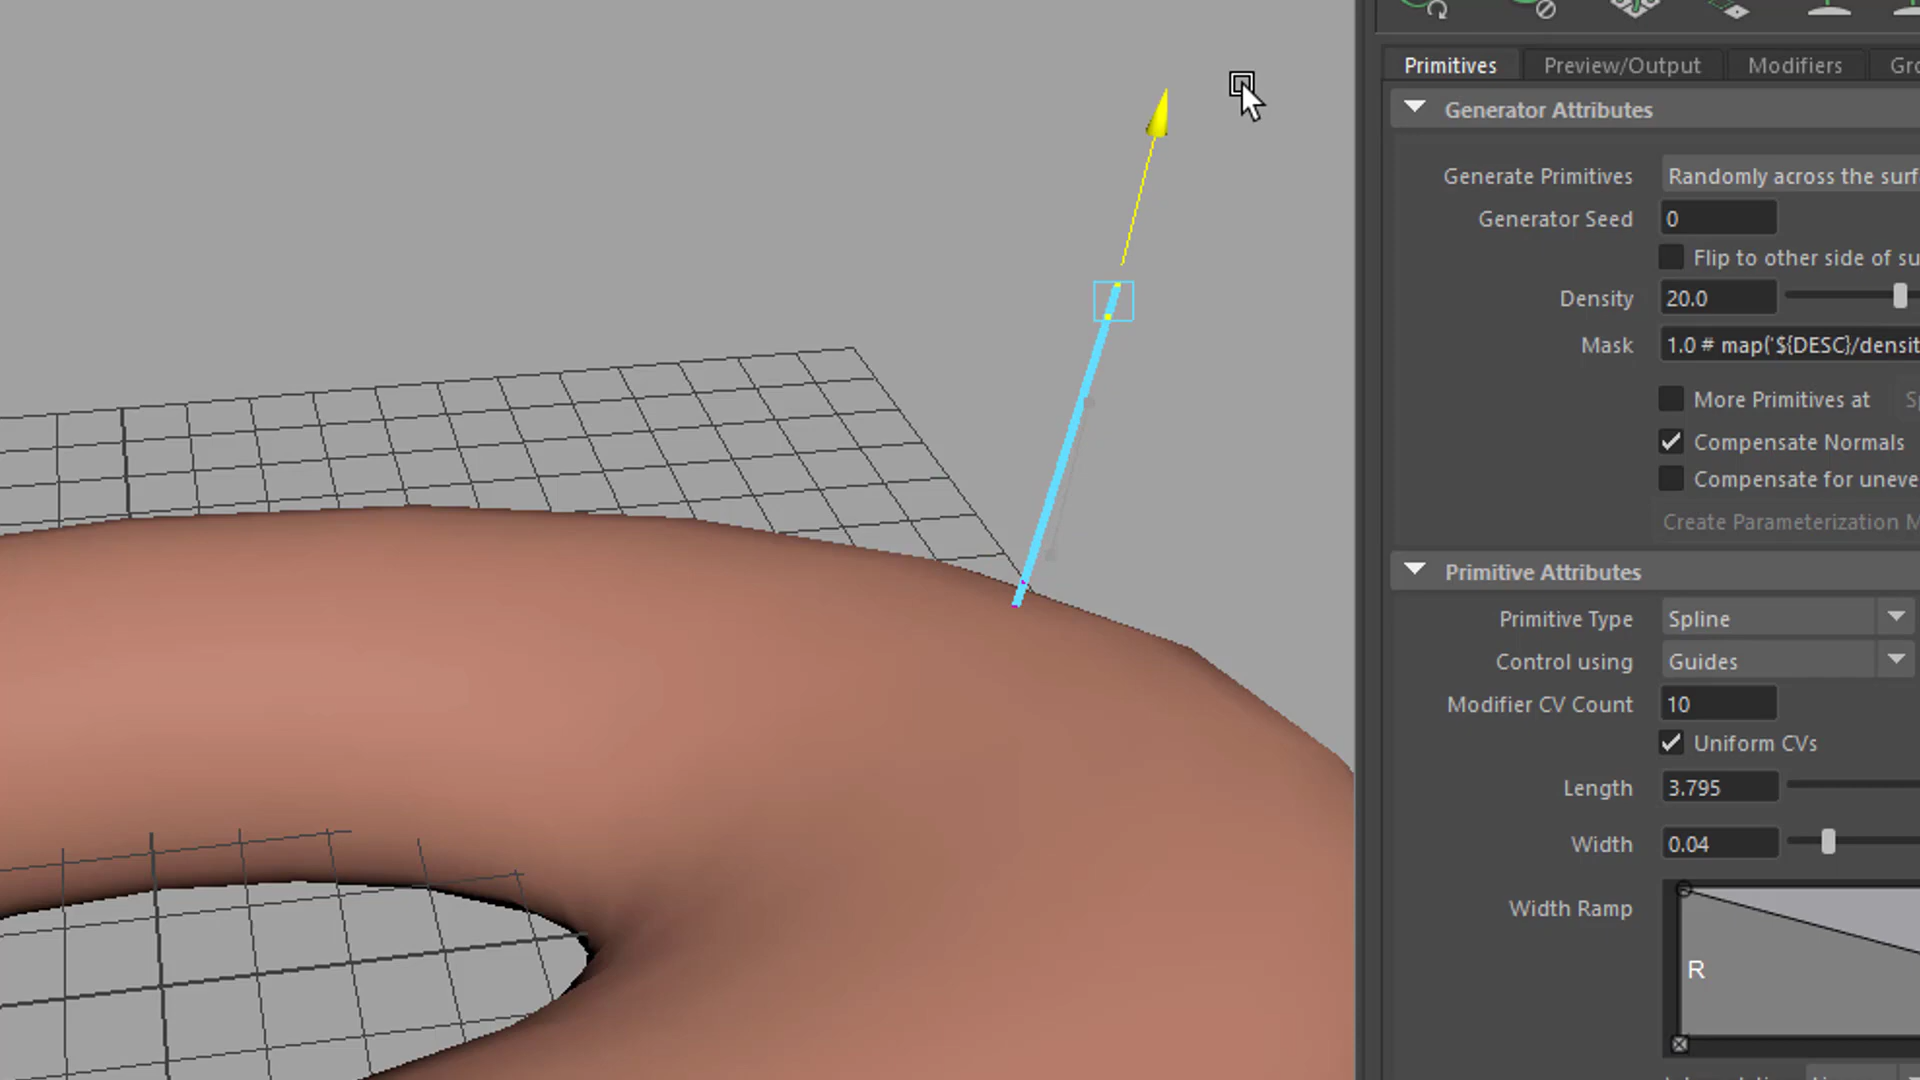 Primitives Preview/Output Modifiers Gro
Generator Attributes
Generate Primitives Randomly across the surf
Generator Seed 0
Flip to other side of su
Density 20.0
Mask 1.0 # map('${DESC}/densit
More Primitives at Sp
Compensate Normals
Compensate for uneve
Create Parameterization M
Primitive Attributes
Primitive Type Spline
Control using Guides
Modifier CV Count 10
Uniform CVs
Length 3.795
Width 0.04
Width Ramp
R